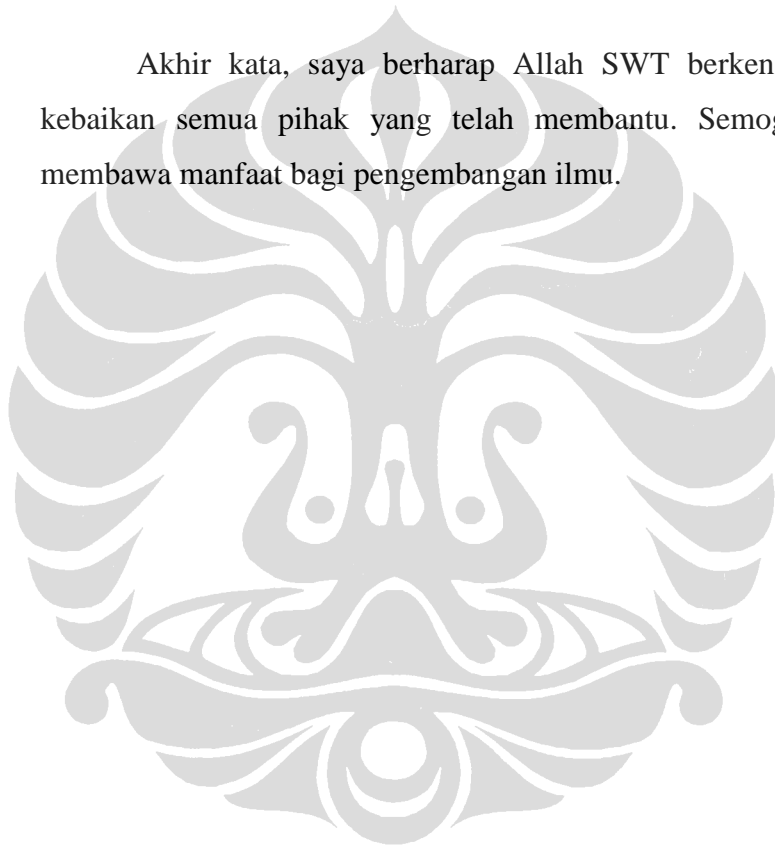 Akhir kata, saya berharap Allah SWT berken
kebaikan semua pihak yang telah membantu. Semog
membawa manfaat bagi pengembangan ilmu.